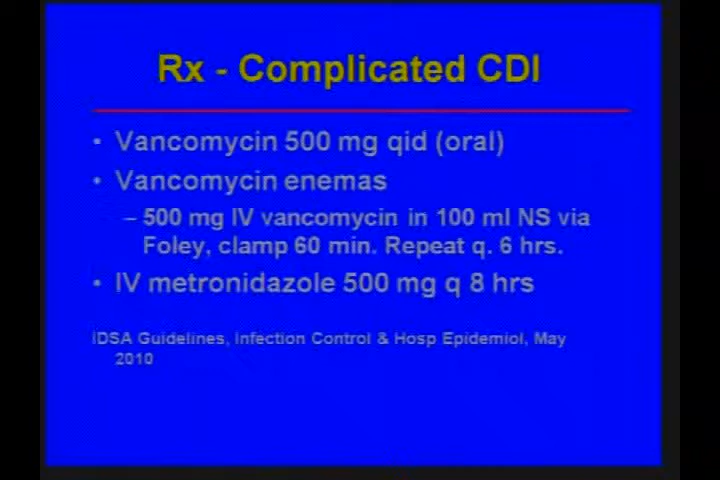 Rx - Complicated CDI
• Vancomycin 500 mg qid (oral)
• Vancomycin enemas
– 500 mg IV vancomycin in 100 ml NS via
Foley, clamp 60 min. Repeat q. 6 hrs.
• IV metronidazole 500 mg q 8 hrs
IDSA Guidelines, Infection Control & Hosp Epidemiol, May
2010